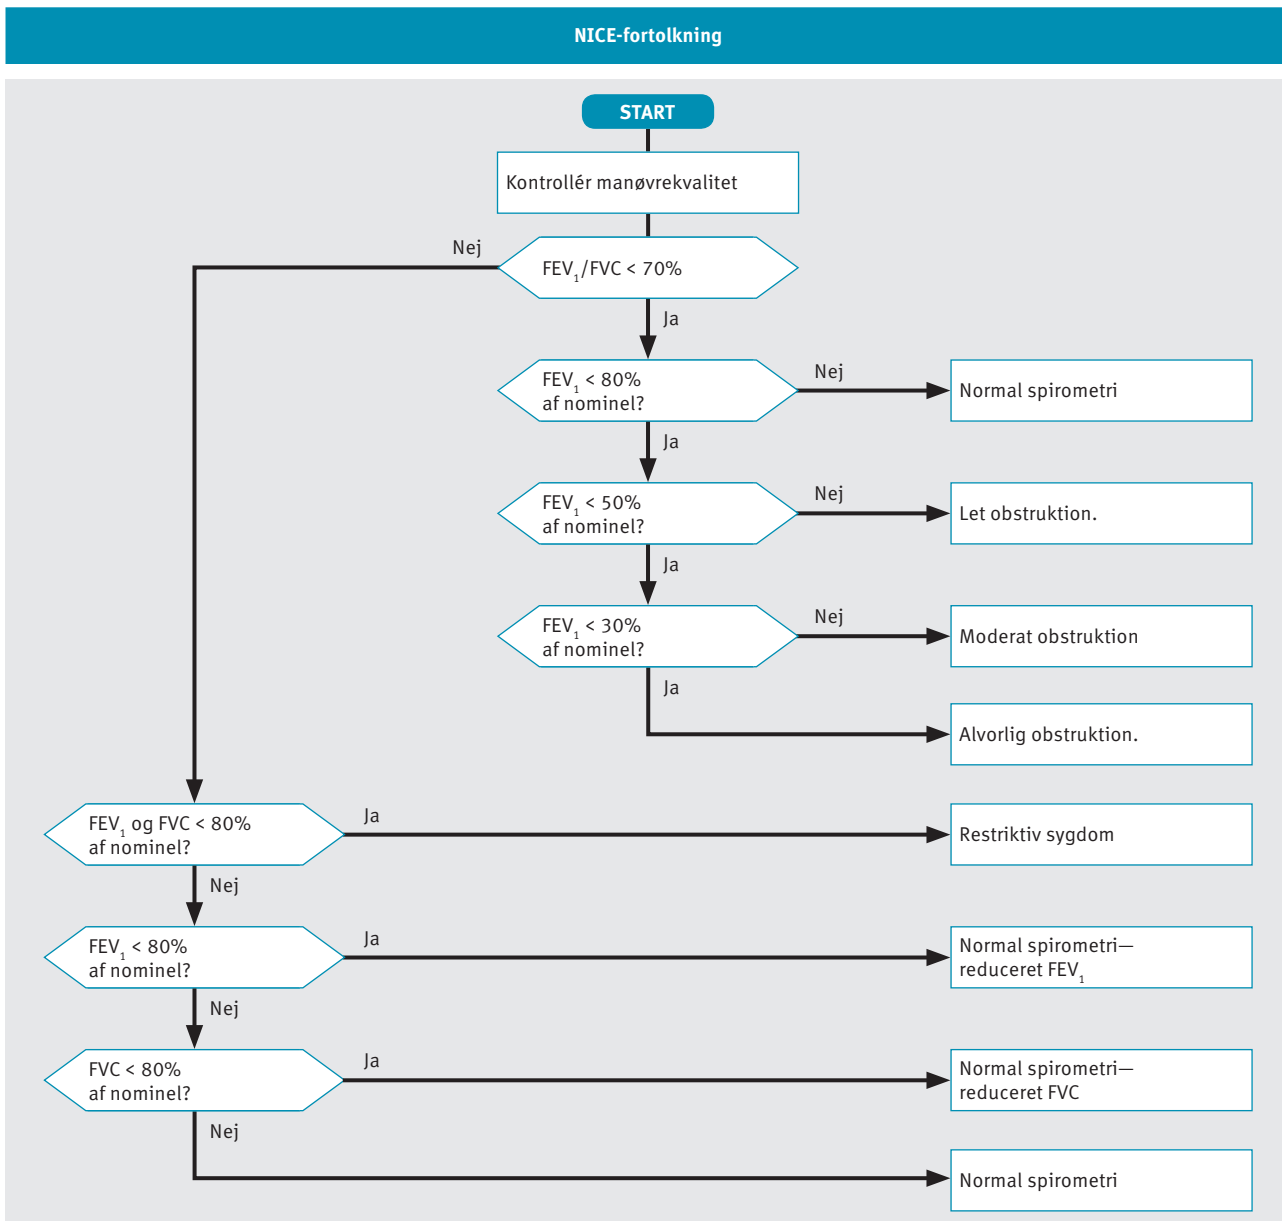 NICE-fortolkning
START
Kontrollér manøvrekvalitet
Nej
FEV₁/FVC < 70%
Ja
FEV₁ < 80%
af nominel?
Nej
Normal spirometri
Ja
FEV₁ < 50%
af nominel?
Nej
Let obstruktion.
Ja
FEV₁ < 30%
af nominel?
Nej
Moderat obstruktion
Ja
Alvorlig obstruktion.
FEV₁ og FVC < 80%
af nominel?
Ja
Restriktiv sygdom
Nej
FEV₁ < 80%
af nominel?
Ja
Normal spirometri—
reduceret FEV₁
Nej
FVC < 80%
af nominel?
Ja
Normal spirometri—
reduceret FVC
Nej
Normal spirometri